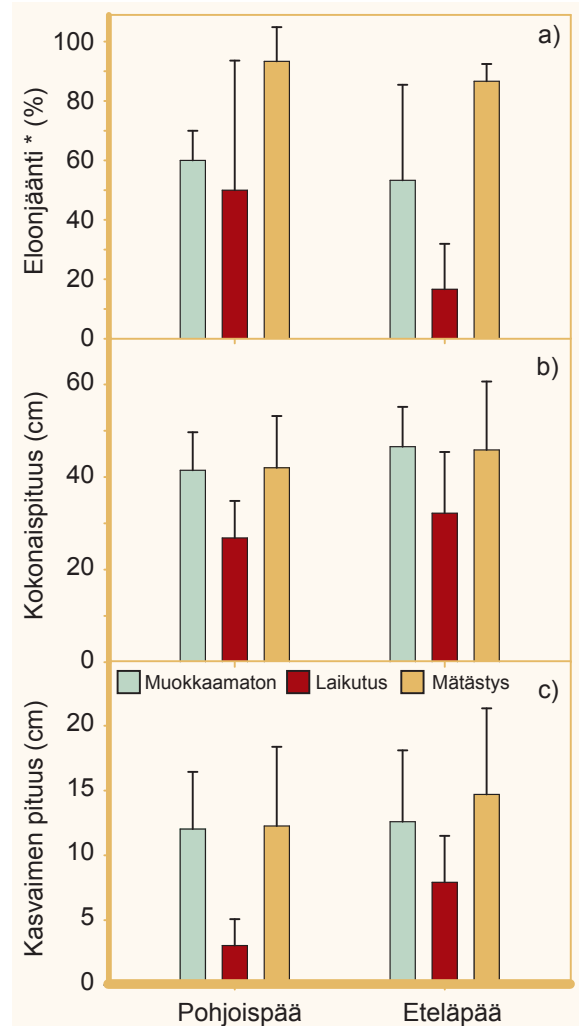 a)
Eloonjäänti * (%)
100
80
60
40
20
0
b)
Kokonaispituus (cm)
60
40
20
0
Muokkaamaton Laikutus Mätästys
c)
Kasvaimen pituus (cm)
20
15
10
5
0
Pohjoispää Eteläpää